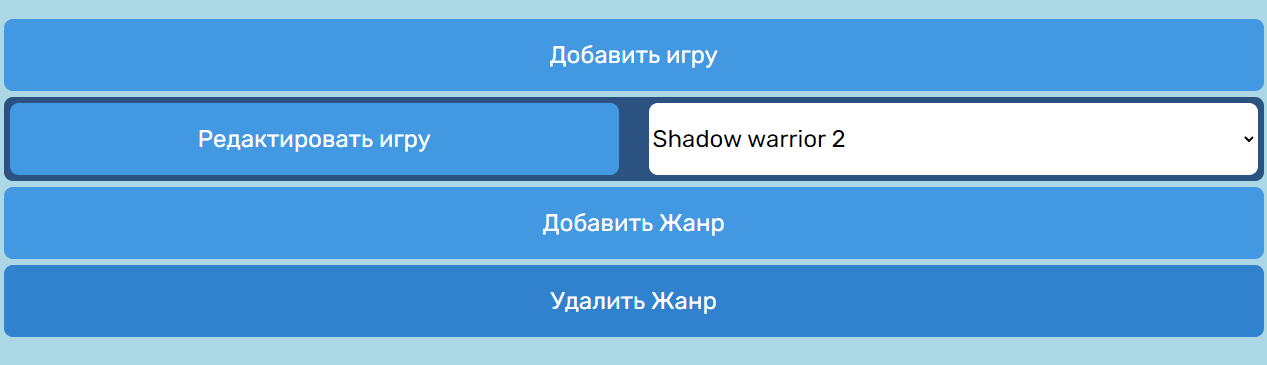 Добавить игру
Редактировать игру
Shadow warrior 2
Добавить Жанр
Удалить Жанр